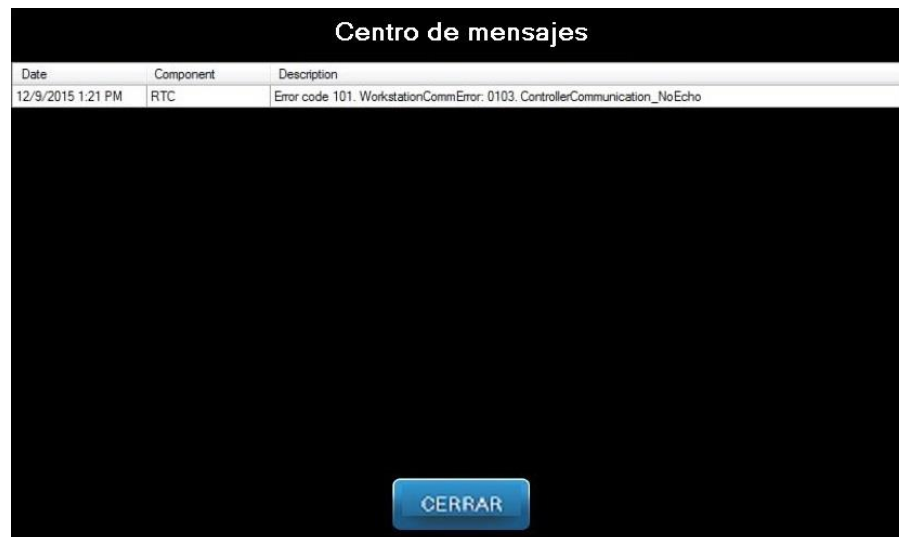 Centro de mensajes
Date Component Description
12/9/2015 1:21 PM RTC Error code 101. WorkstationCommError: 0103. ControllerCommunication_NoEcho
CERRAR